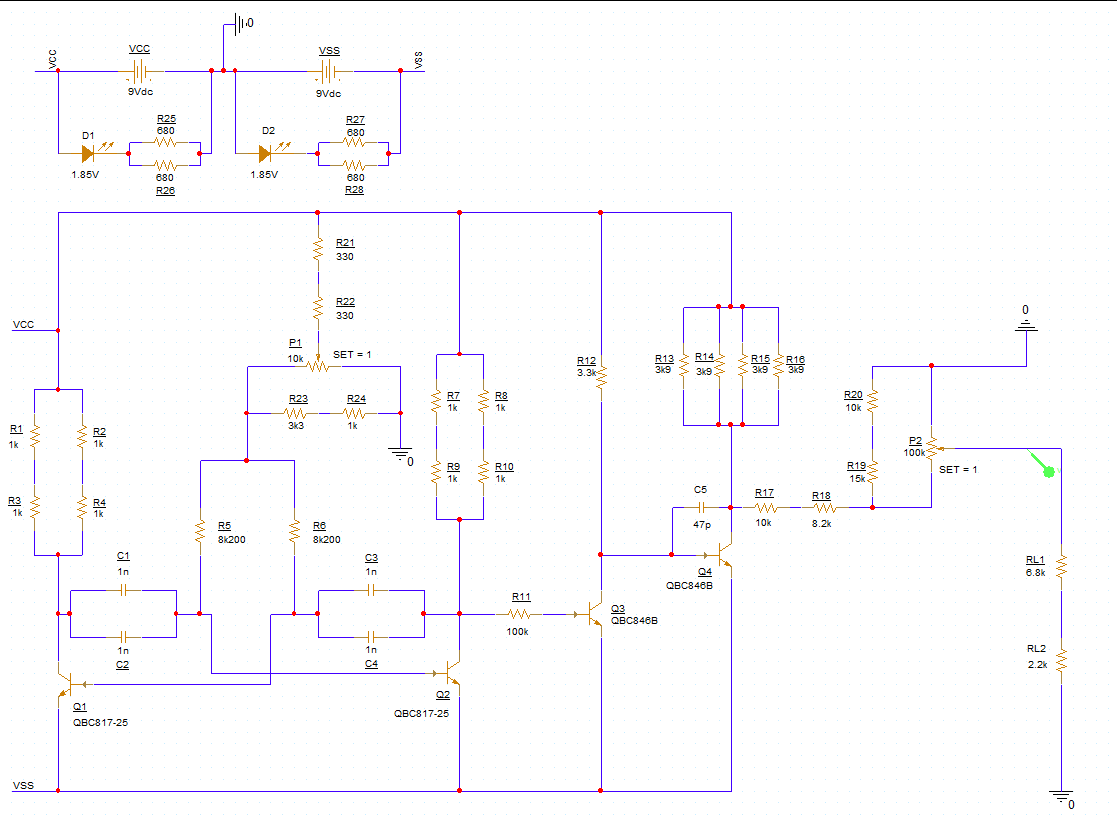 0
VCC
VCC
VSS
VSS
9Vdc
9Vdc
R25
680
R27
680
D1
D2
1.85V
680
R26
1.85V
680
R28
R21
330
R22
330
VCC
P1
10k
SET = 1
0
R12
3.3k
R13
3k9
R14
3k9
R15
3k9
R16
3k9
R23
3k3
R24
1k
R7
1k
R8
1k
R20
10k
R1
1k
R2
1k
P2
100k
SET = 1
0
R9
1k
R10
1k
R19
15k
R3
1k
R4
1k
C5
47p
R17
10k
R18
8.2k
R5
8k200
R6
8k200
C1
1n
C3
1n
RL1
6.8k
Q4
QBC846B
R11
100k
Q3
QBC846B
1n
C2
1n
C4
RL2
2.2k
Q1
QBC817-25
Q2
QBC817-25
VSS
0